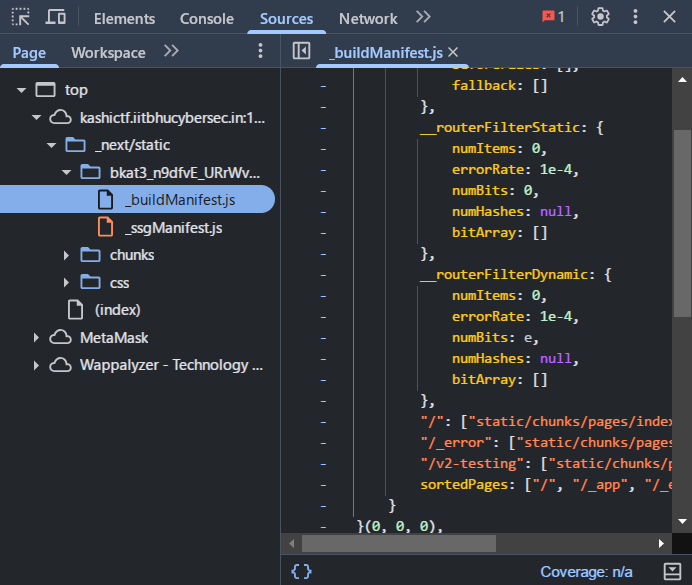 Elements Console Sources Network 1
Page Workspace
_buildManifest.js
top
kashictf.iitbhucybersec.in:1...
_next/static
bkat3_n9dfvE_URrWv...
_buildManifest.js
_ssgManifest.js
chunks
css
(index)
MetaMask
Wappalyzer - Technology ...
- fallback: []
- },
- __routerFilterStatic: {
- numItems: 0,
- errorRate: 1e-4,
- numBits: 0,
- numHashes: null,
- bitArray: []
- },
- __routerFilterDynamic: {
- numItems: 0,
- errorRate: 1e-4,
- numBits: e,
- numHashes: null,
- bitArray: []
- },
- "/": ["static/chunks/pages/index
- "/_error": ["static/chunks/pages
- "/v2-testing": ["static/chunks/p
- sortedPages: ["/", "/_app", "/_e
- }
- }(0, 0, 0),
{} Coverage: n/a